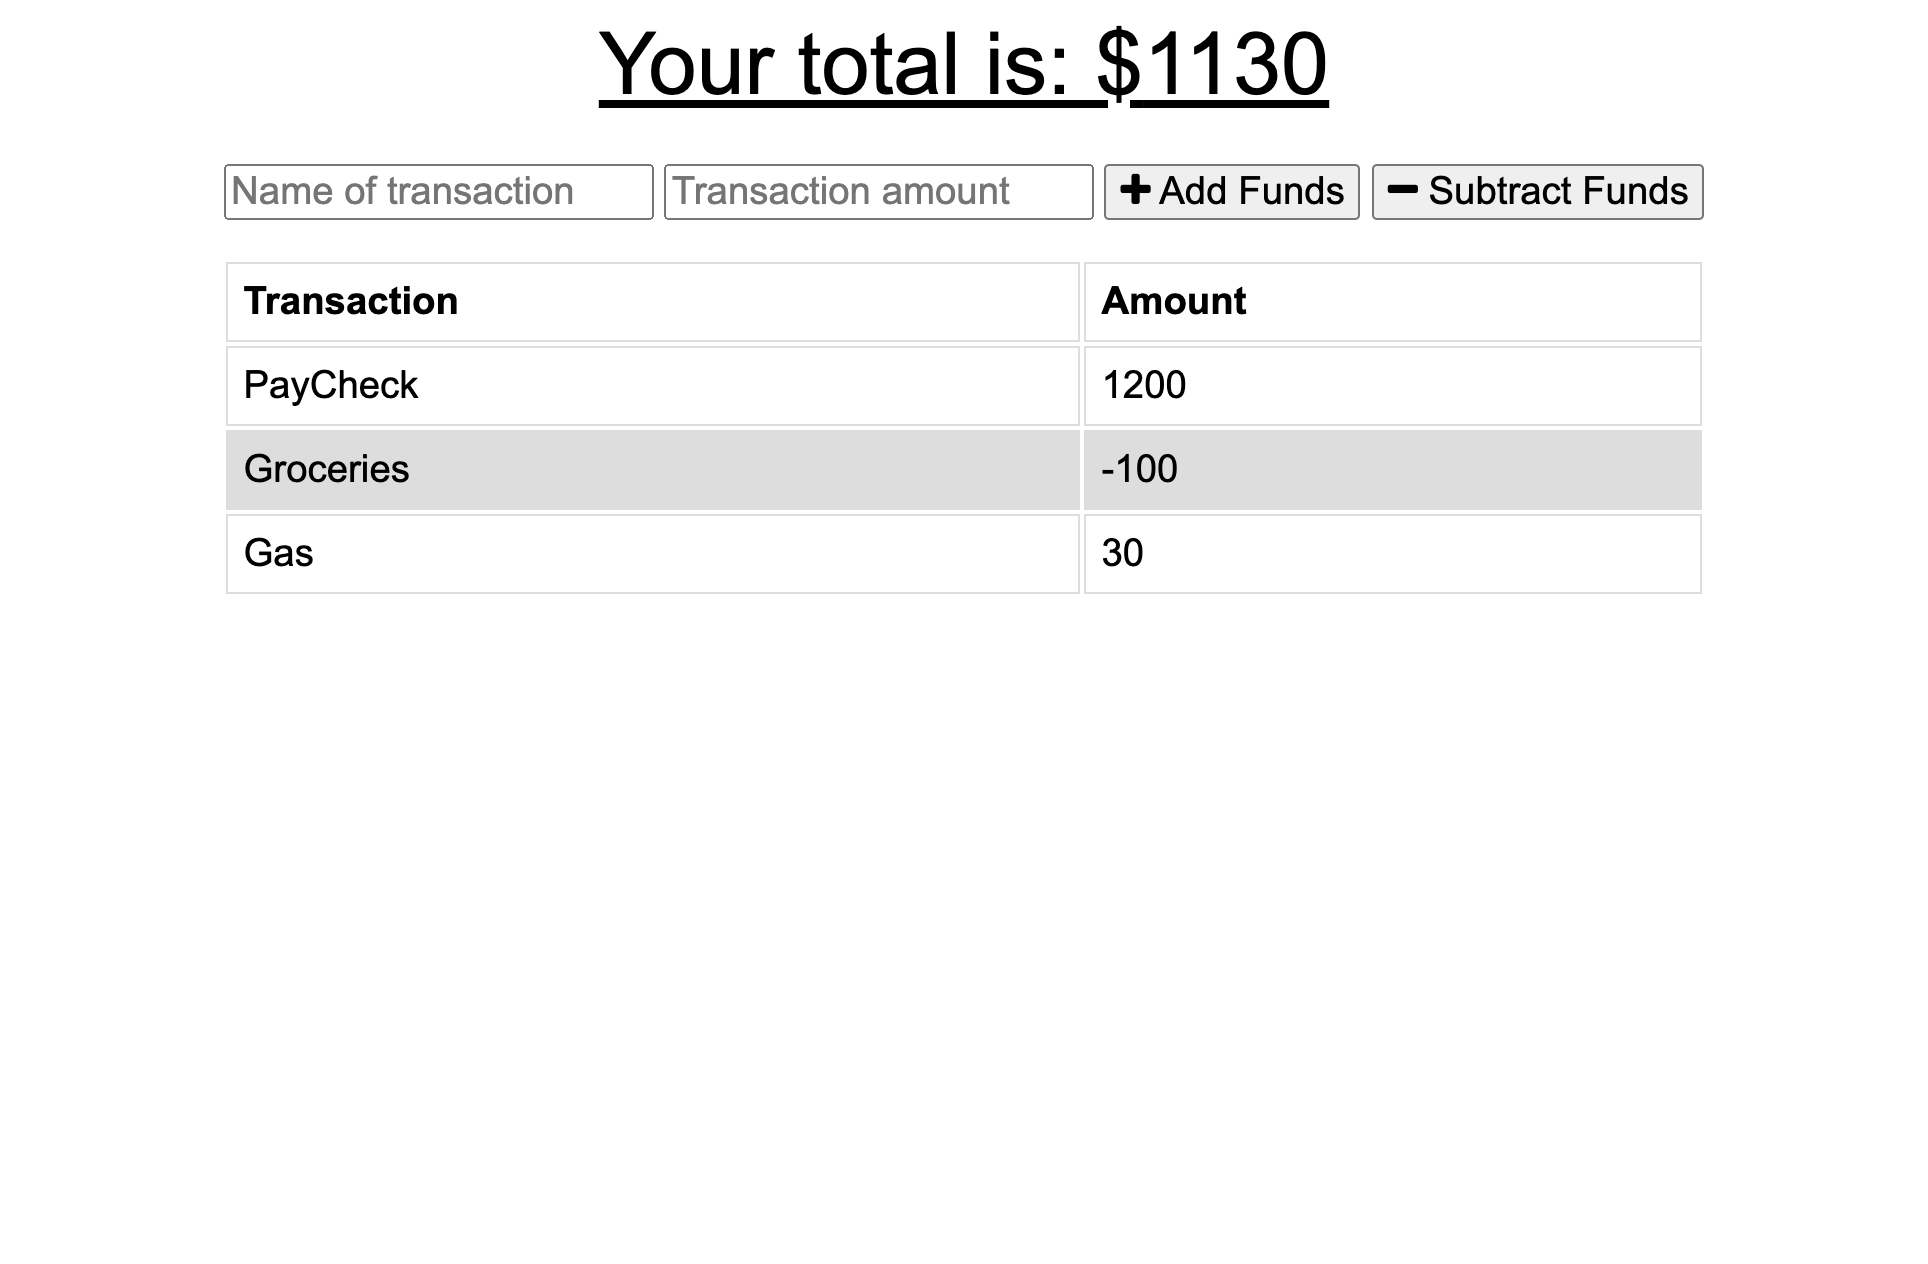 Your total is: $1130
Name of transaction Transaction amount Add Funds Subtract Funds
Transaction Amount
PayCheck 1200
Groceries -100
Gas 30